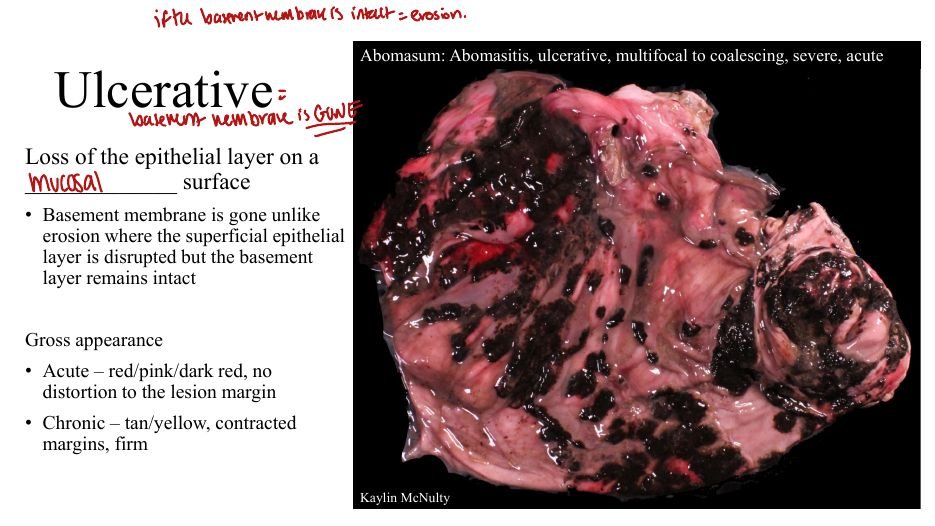 if the basement membrane is intact = erosion.
Abomasum: Abomasitis, ulcerative, multifocal to coalescing, severe, acute
Ulcerative =
basement membrane is GONE
Loss of the epithelial layer on a
mucosal surface
• Basement membrane is gone unlike
erosion where the superficial epithelial
layer is disrupted but the basement
layer remains intact
Gross appearance
• Acute – red/pink/dark red, no
distortion to the lesion margin
• Chronic – tan/yellow, contracted
margins, firm
Kaylin McNulty